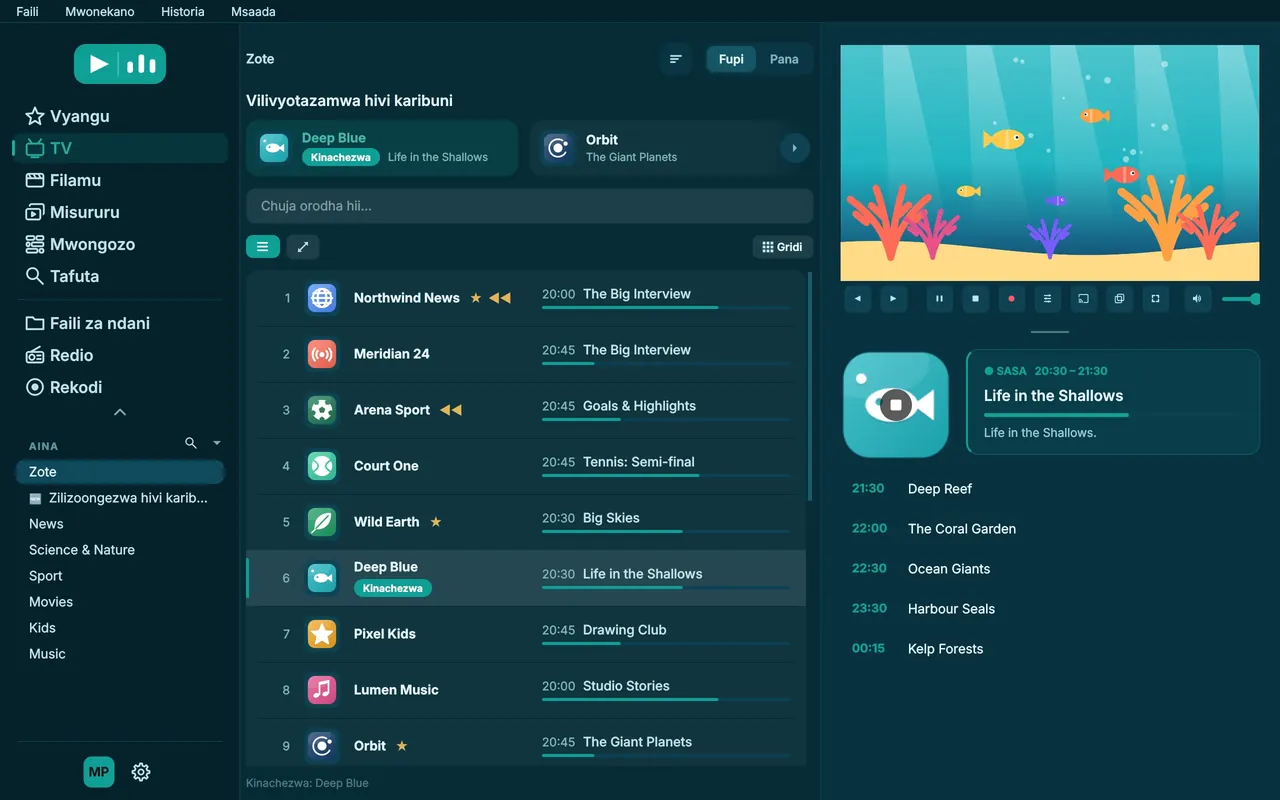 Faili Mwonekano Historia Msaada
Vyangu
TV
Filamu
Misururu
Mwongozo
Tafuta
Faili za ndani
Redio
Rekodi
AINA
Zote
Zilizoongezwa hivi karib...
News
Science & Nature
Sport
Movies
Kids
Music
MP
Zote
Fupi Pana
Vilivyotazamwa hivi karibuni
Deep Blue
Kinachezwa Life in the Shallows
Orbit
The Giant Planets
Chuja orodha hii...
Gridi
1 Northwind News 20:00 The Big Interview
2 Meridian 24 20:45 The Big Interview
3 Arena Sport 20:45 Goals & Highlights
4 Court One 20:45 Tennis: Semi-final
5 Wild Earth 20:30 Big Skies
6 Deep Blue 20:30 Life in the Shallows
Kinachezwa
7 Pixel Kids 20:45 Drawing Club
8 Lumen Music 20:00 Studio Stories
9 Orbit 20:45 The Giant Planets
Kinachezwa: Deep Blue
SASA 20:30 – 21:30
Life in the Shallows
Life in the Shallows.
21:30 Deep Reef
22:00 The Coral Garden
22:30 Ocean Giants
23:30 Harbour Seals
00:15 Kelp Forests